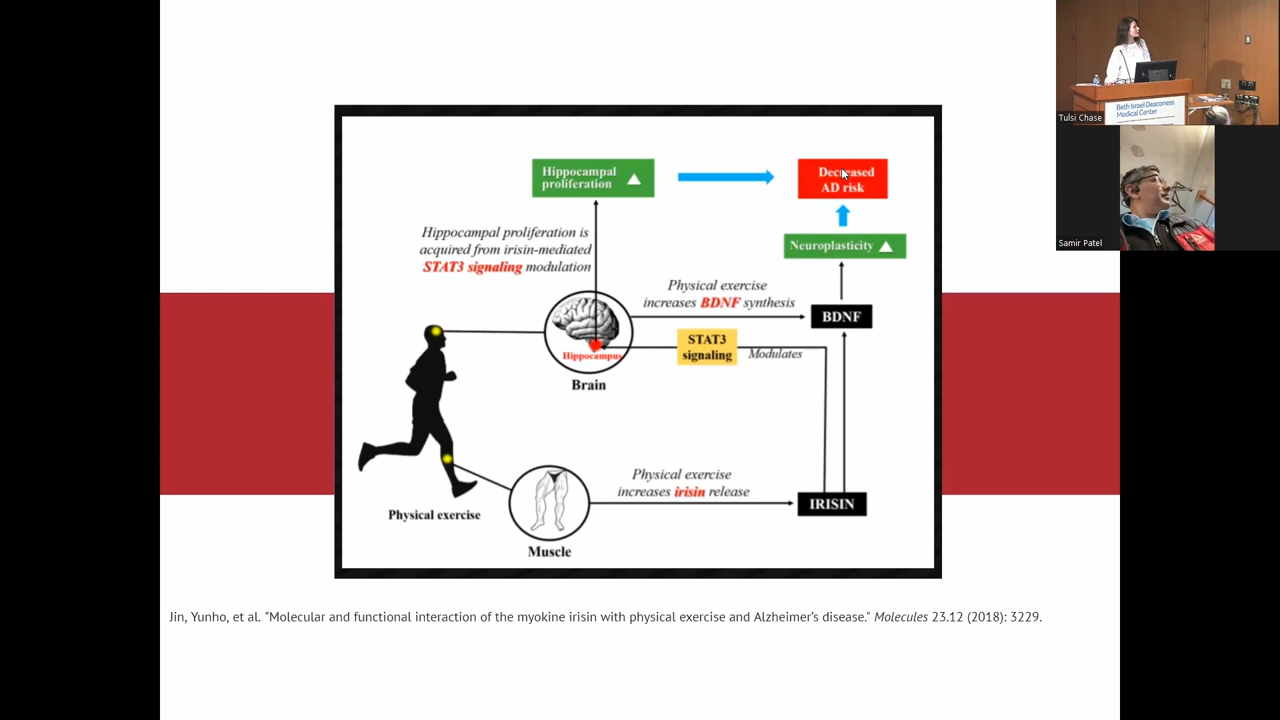 Hippocampal
proliferation
Decreased
AD risk
Hippocampal proliferation is
acquired from irisin-mediated
STAT3 signaling modulation
Neuroplasticity
Physical exercise
increases BDNF synthesis
BDNF
STAT3
signaling
Modulates
Hippocampus
Brain
Physical exercise
increases irisin release
IRISIN
Physical exercise
Muscle
Jin, Yunho, et al. "Molecular and functional interaction of the myokine irisin with physical exercise and Alzheimer's disease." Molecules 23.12 (2018): 3229.
Beth Israel Deaconess
Medical Center
Tulsi Chase
Samir Patel